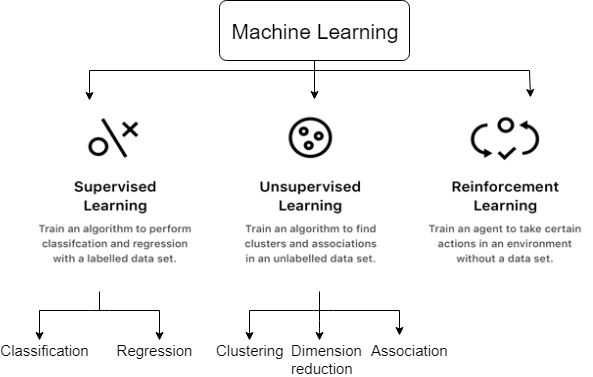 Machine Learning
Supervised
Learning
Train an algorithm to perform
classifcation and regression
with a labelled data set.
Unsupervised
Learning
Train an algorithm to find
clusters and associations
in an unlabelled data set.
Reinforcement
Learning
Train an agent to take certain
actions in an environment
without a data set.
Classification
Regression
Clustering
Dimension
reduction
Association